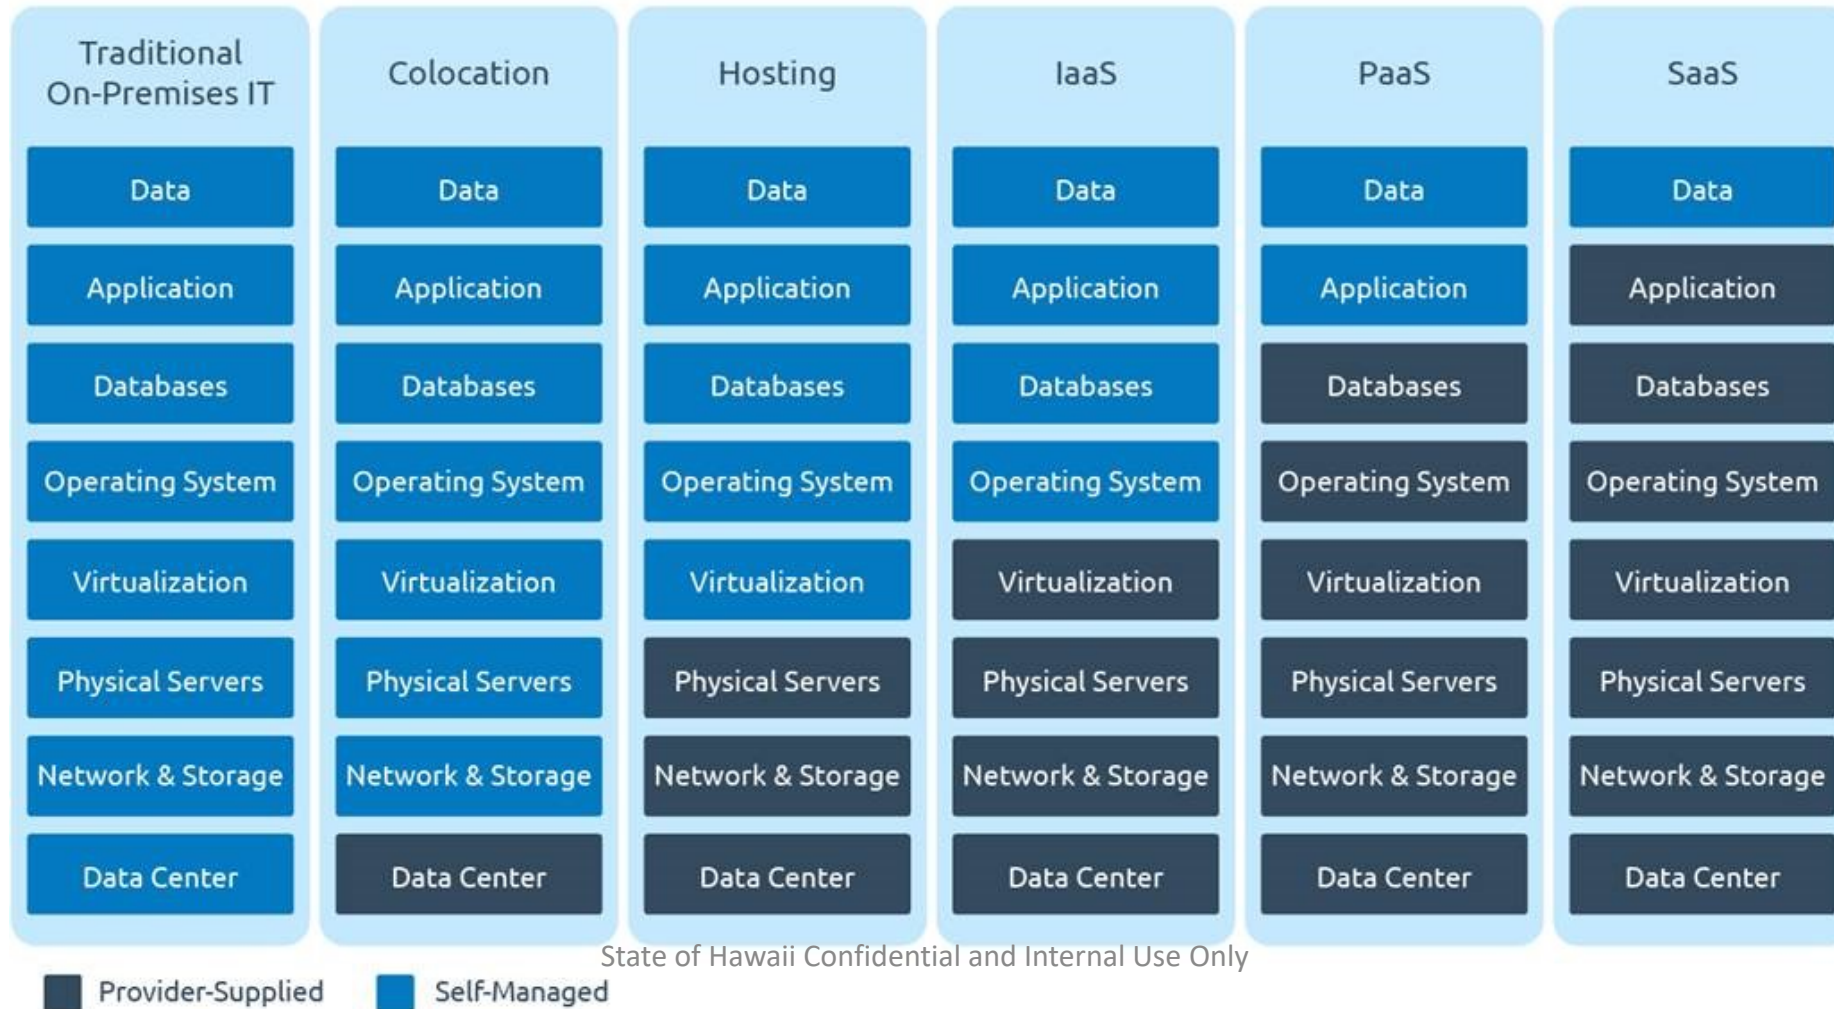 Traditional
On-Premises IT
Data
Application
Databases
Operating System
Virtualization
Physical Servers
Network & Storage
Data Center
Colocation
Data
Application
Databases
Operating System
Virtualization
Physical Servers
Network & Storage
Data Center
Hosting
Data
Application
Databases
Operating System
Virtualization
Physical Servers
Network & Storage
Data Center
IaaS
Data
Application
Databases
Operating System
Virtualization
Physical Servers
Network & Storage
Data Center
PaaS
Data
Application
Databases
Operating System
Virtualization
Physical Servers
Network & Storage
Data Center
SaaS
Data
Application
Databases
Operating System
Virtualization
Physical Servers
Network & Storage
Data Center
State of Hawaii Confidential and Internal Use Only
Provider-Supplied
Self-Managed